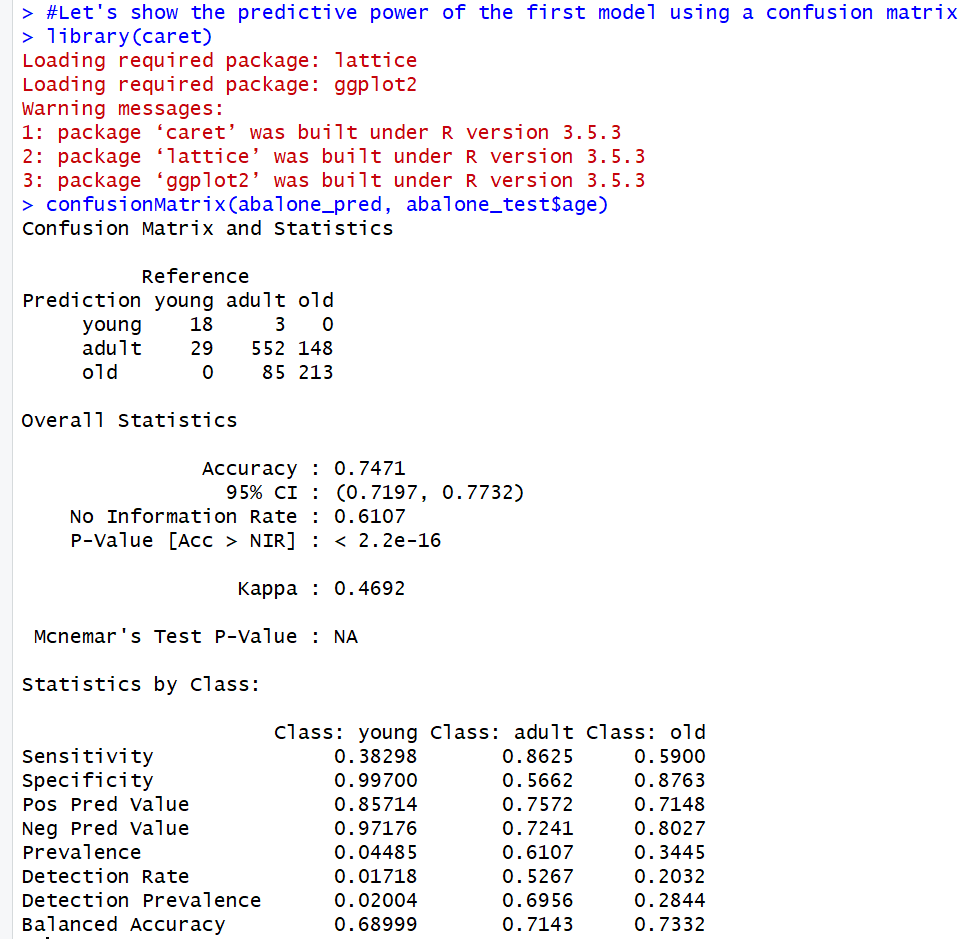 > #Let's show the predictive power of the first model using a confusion matrix
> library(caret)
Loading required package: lattice
Loading required package: ggplot2
Warning messages:
1: package ‘caret’ was built under R version 3.5.3
2: package ‘lattice’ was built under R version 3.5.3
3: package ‘ggplot2’ was built under R version 3.5.3
> confusionMatrix(abalone_pred, abalone_test$age)
Confusion Matrix and Statistics
Reference
Prediction young adult old
young 18 3 0
adult 29 552 148
old 0 85 213
Overall Statistics
Accuracy : 0.7471
95% CI : (0.7197, 0.7732)
No Information Rate : 0.6107
P-Value [Acc > NIR] : < 2.2e-16
Kappa : 0.4692
Mcnemar's Test P-Value : NA
Statistics by Class:
Class: young Class: adult Class: old
Sensitivity 0.38298 0.8625 0.5900
Specificity 0.99700 0.5662 0.8763
Pos Pred Value 0.85714 0.7572 0.7148
Neg Pred Value 0.97176 0.7241 0.8027
Prevalence 0.04485 0.6107 0.3445
Detection Rate 0.01718 0.5267 0.2032
Detection Prevalence 0.02004 0.6956 0.2844
Balanced Accuracy 0.68999 0.7143 0.7332